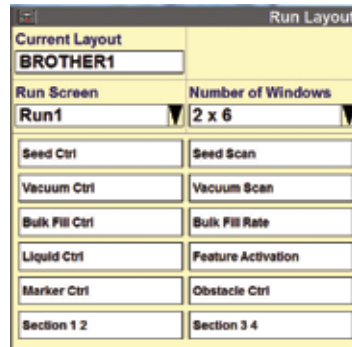 Run Layout
Current Layout
BROTHER1
Run Screen
Number of Windows
Run1
2 x 6
Seed Ctrl
Seed Scan
Vacuum Ctrl
Vacuum Scan
Bulk Fill Ctrl
Bulk Fill Rate
Liquid Ctrl
Feature Activation
Marker Ctrl
Obstacle Ctrl
Section 1 2
Section 3 4